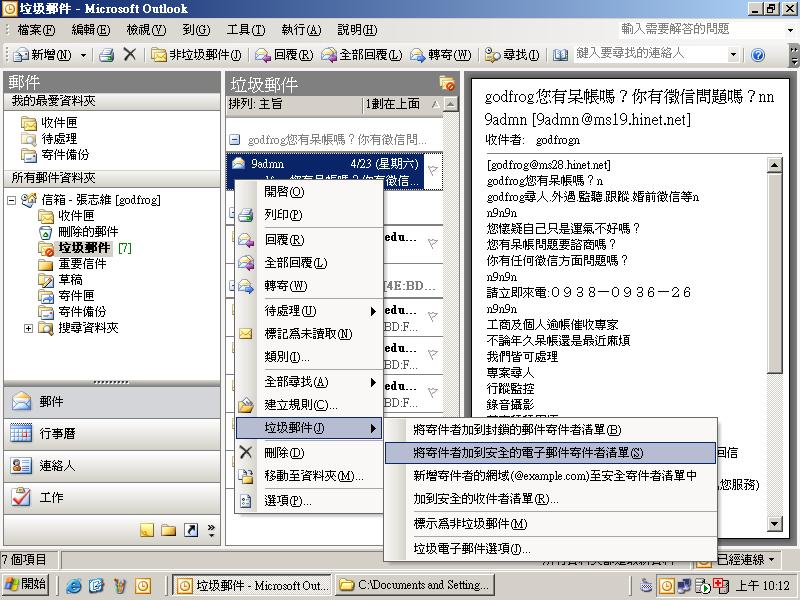 垃圾郵件 - Microsoft Outlook
檔案(F) 編輯(E) 檢視(V) 到(G) 工具(T) 執行(A) 說明(H) 輸入需要解答的問題
新增(N) 非垃圾郵件(J) 回覆(R) 全部回覆(L) 轉寄(W) 尋找(I) 鍵入要尋找的連絡人
郵件
我的最愛資料夾
收件匣
待處理
寄件備份
所有郵件資料夾
信箱 - 張志維 [godfrog]
收件匣
刪除的郵件
垃圾郵件 [7]
重要信件
草稿
寄件匣
寄件備份
搜尋資料夾
郵件
行事曆
連絡人
工作
垃圾郵件
排列: 主旨 1劃在上面
godfrog您有呆帳嗎？你有徵信問...
9admn 4/23 (星期六)
您有呆帳嗎？你有徵信...
edu...
[4E:BD...
edu...
BD:F...
edu...
BD:F...
edu...
BD:F...
開啟(O)
列印(P)
回覆(R)
全部回覆(L)
轉寄(W)
待處理(U)
標記為未讀取(N)
類別(I)...
全部尋找(A)
建立規則(C)...
垃圾郵件(J)
刪除(D)
移動至資料夾(M)...
選項(P)...
將寄件者加到封鎖的郵件寄件者清單(B)
將寄件者加到安全的電子郵件寄件者清單(S)
新增寄件者的網域(@example.com)至安全寄件者清單中
加到安全的收件者清單(R)...
標示為非垃圾郵件(M)
垃圾電子郵件選項(J)...
godfrog您有呆帳嗎？你有徵信問題嗎？nn
9admn [9admn@ms19.hinet.net]
收件者: godfrogn
[godfrog@ms28.hinet.net]
godfrog您有呆帳嗎？n
godfrog尋人.外過.監聽.跟蹤.婚前徵信等n
n9n9n
您懷疑自己只是運氣不好嗎？
您有呆帳問題要諮商嗎？
你有任何徵信方面問題嗎？
n9n9n
請立即來電:０９３８－０９３６－２６
n9n9n
工商及個人逾帳催收專家
不論年久呆帳還是最近麻煩
我們皆可處理
專案尋人
行蹤監控
錄音攝影
回信
您服務)
7 個項目 已經連線
開始 垃圾郵件 - Microsoft Out... C:\Documents and Setting... 上午 10:12